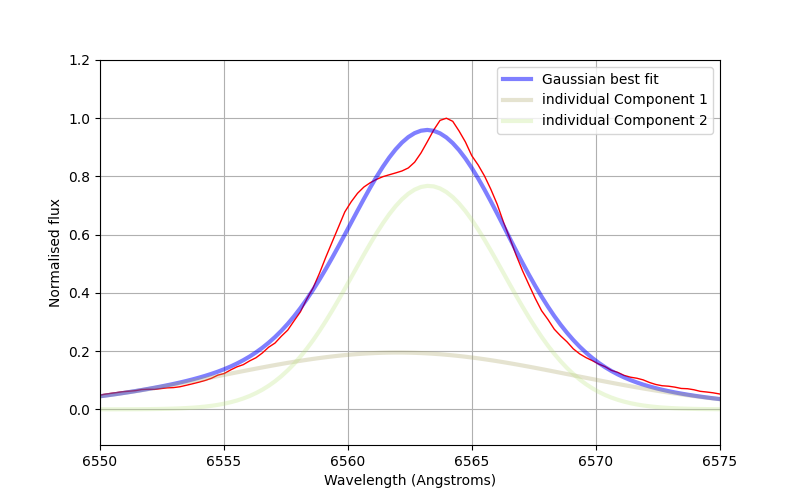 1.2
1.0
0.8
0.6
0.4
0.2
0.0
Normalised flux
Gaussian best fit
individual Component 1
individual Component 2
6550 6555 6560 6565 6570 6575
Wavelength (Angstroms)